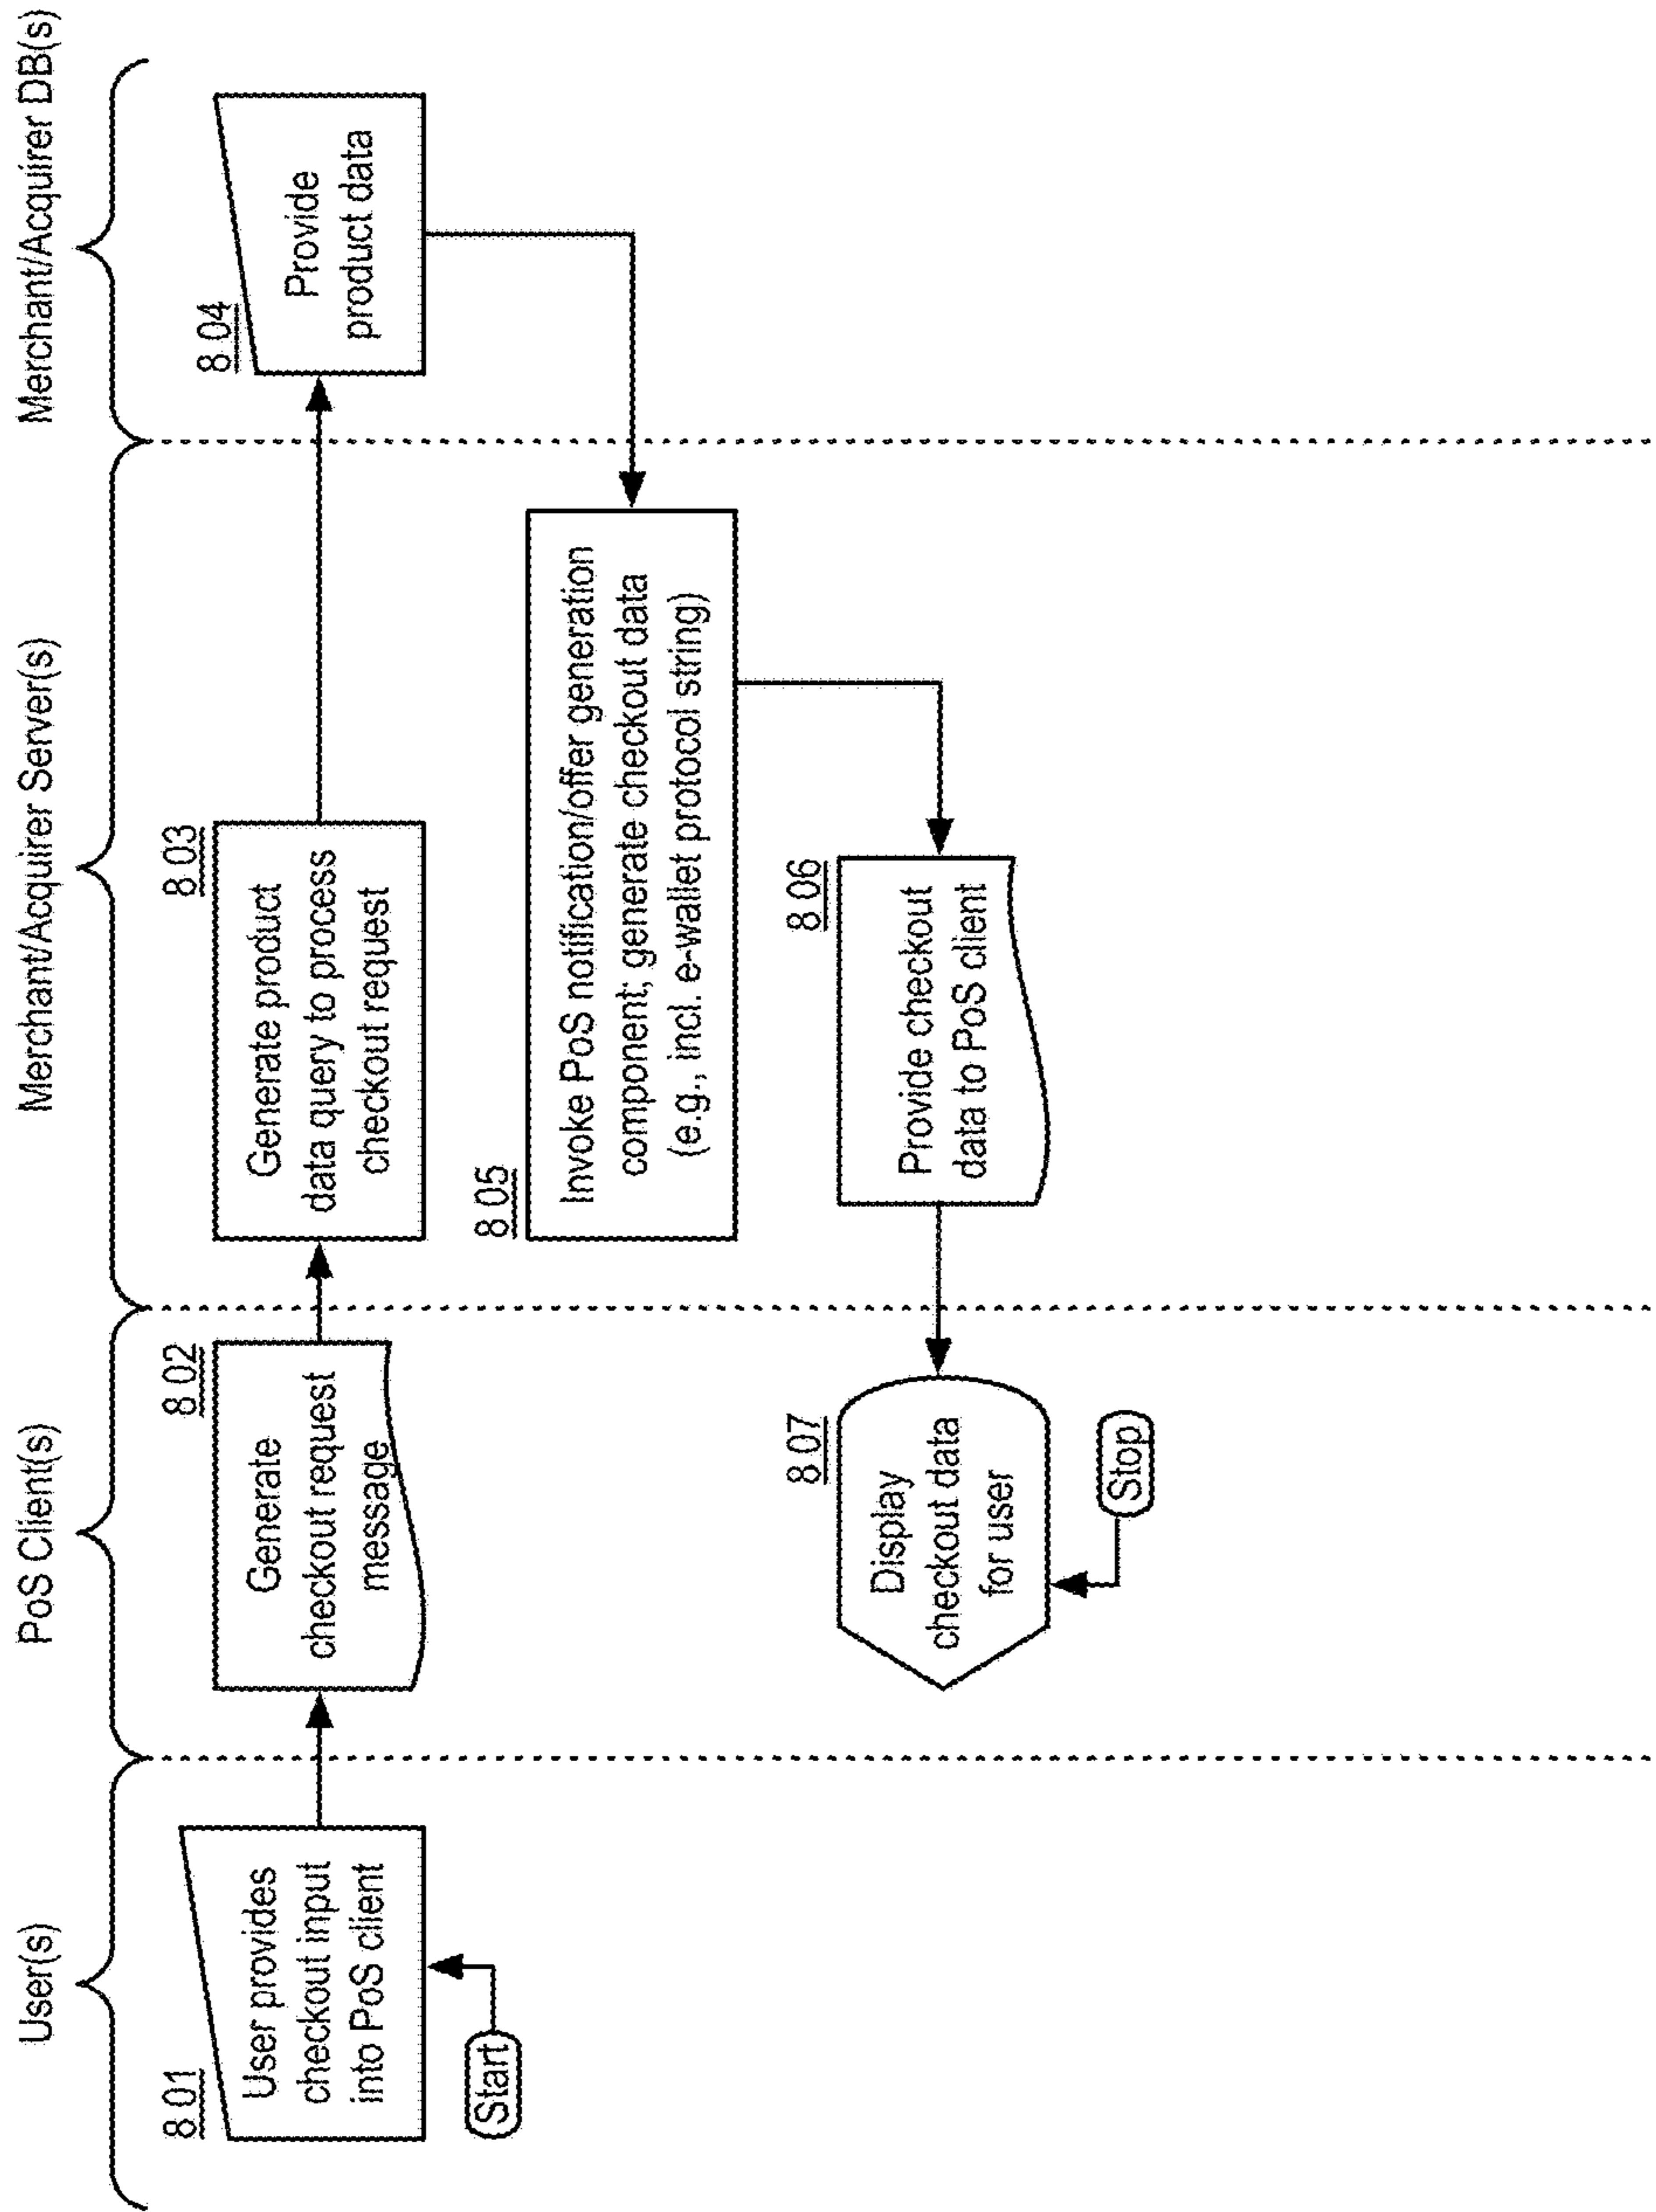 User(s)
PoS Client(s)
Merchant/Acquirer Server(s)
Merchant/Acquirer DB(s)
8 01
User provides
checkout input
into PoS client
Start
8 02
Generate
checkout request
message
8 03
Generate product
data query to process
checkout request
8 04
Provide
product data
8 05
Invoke PoS notification/offer generation
component; generate checkout data
(e.g., incl. e-wallet protocol string)
8 06
Provide checkout
data to PoS client
8 07
Display
checkout data
for user
Stop